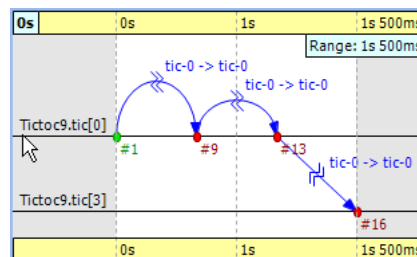 0s 0s 1s 1s 500ms
Range: 1s 500ms
tic-0 -> tic-0
tic-0 -> tic-0
Tictoc9.tic[0]
#1 #9 #13
tic-0 -> tic-0
Tictoc9.tic[3]
#16
0s 1s 1s 500ms